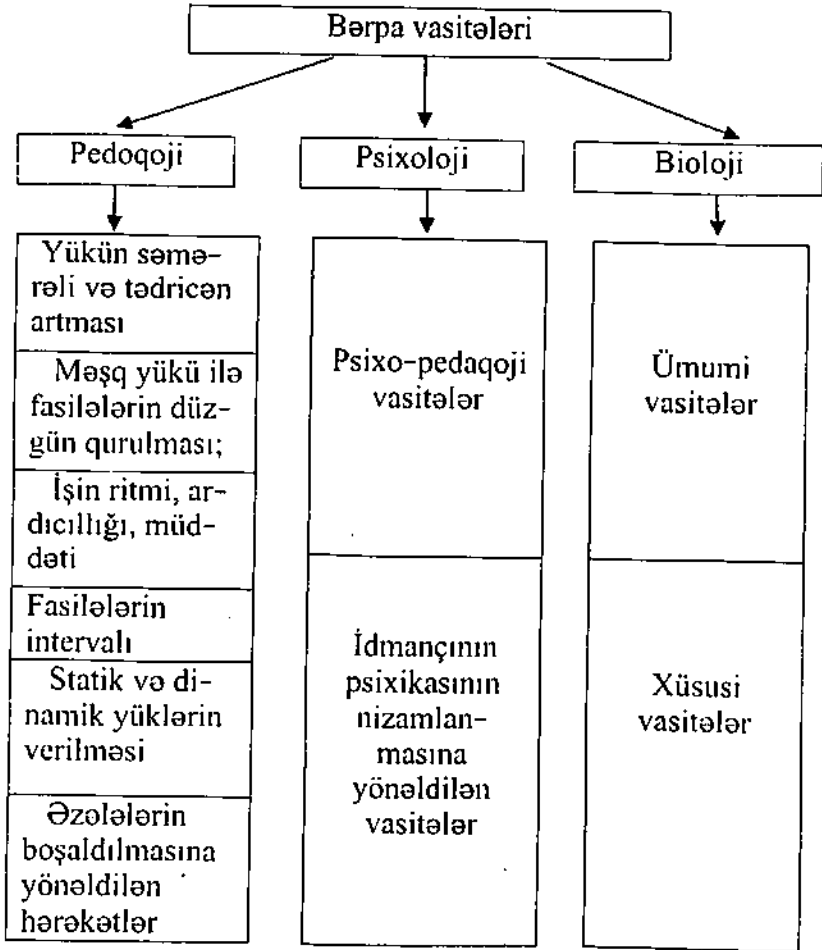 Bərpa vasitələri
Pedoqoji
Psixoloji
Bioloji
Yükün səmə-
rəli və tədricən
artması
Məşq yükü ilə
fasilələrin düz-
gün qurulması;
İşin ritmi, ar-
dıcıllığı, müd-
dəti
Fasilələrin
intervalı
Statik və di-
namik yüklərin
verilməsi
Əzələlərin
boşaldılmasına
yönəldilən
hərəkətlər
Psixo-pedaqoji
vasitələr
İdmançının
psixikasının
nizamlan-
masına
yönəldilən
vasitələr
Ümumi
vasitələr
Xüsusi
vasitələr